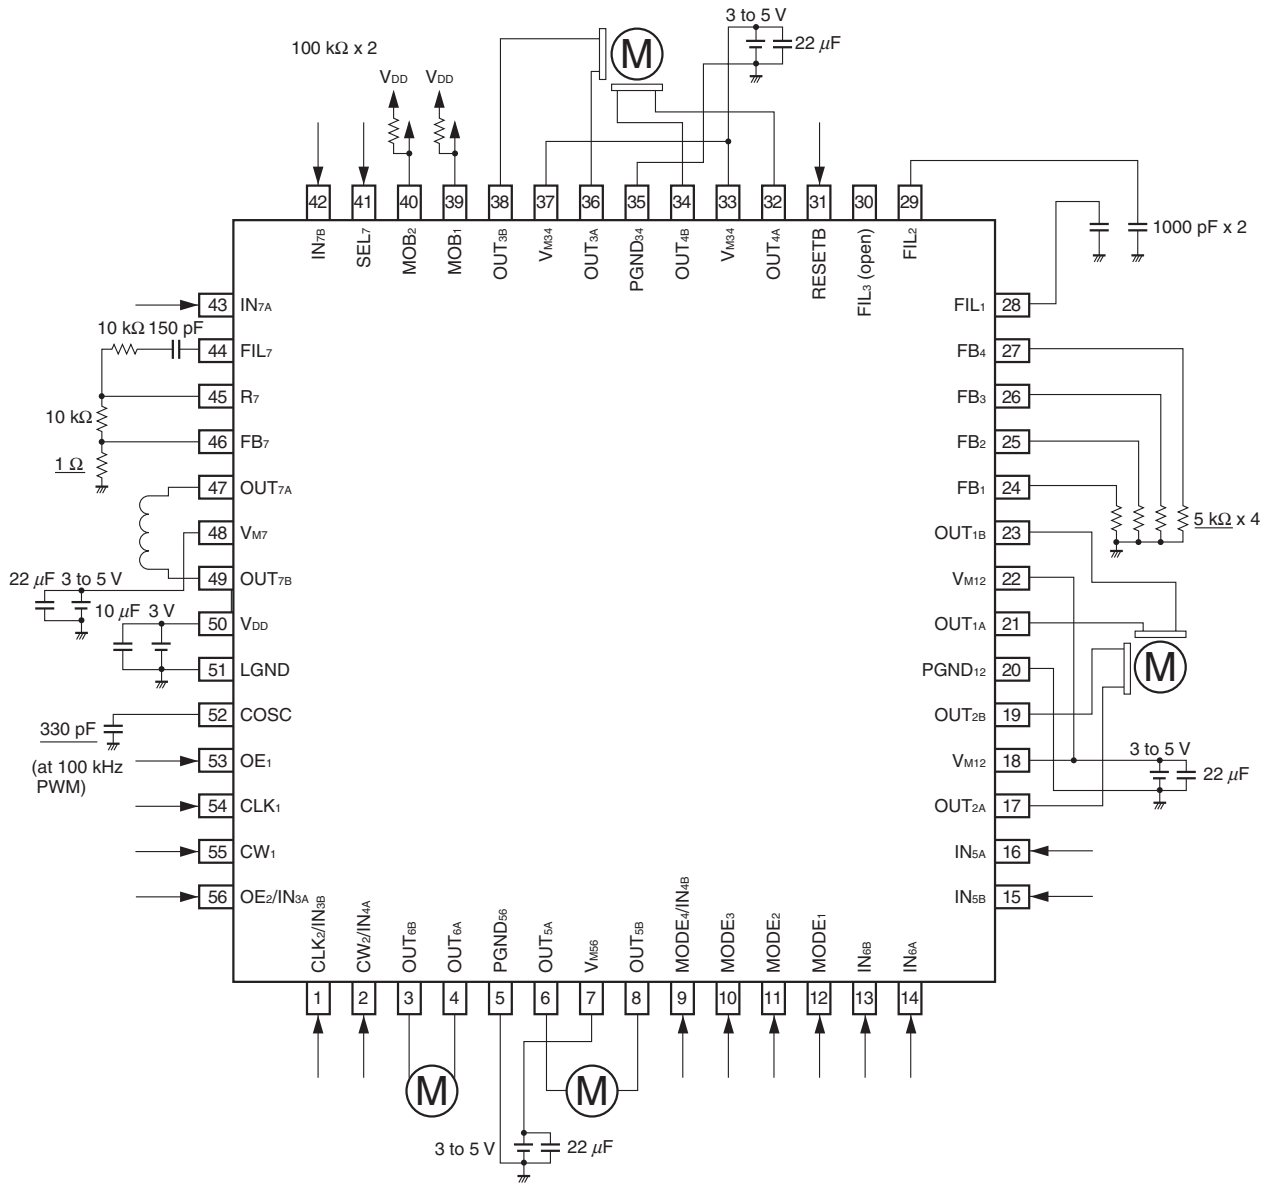 3 to 5 V
100 kΩ x 2
M
22 μF
VDD
VDD
42
41
40
39
38
37
36
35
34
33
32
31
30
29
1000 pF x 2
IN7B
SEL7
MOB2
MOB1
OUT3B
VM34
OUT3A
PGND34
OUT4B
VM34
OUT4A
RESETB
FIL3 (open)
FIL2
43 IN7A
FIL1 28
10 kΩ 150 pF
44 FIL7
FB4 27
45 R7
FB3 26
10 kΩ
46 FB7
FB2 25
1 Ω
47 OUT7A
FB1 24
5 kΩ x 4
48 VM7
OUT1B 23
22 μF 3 to 5 V
49 OUT7B
VM12 22
10 μF 3 V
50 VDD
OUT1A 21
51 LGND
PGND12 20
M
52 COSC
OUT2B 19
330 pF
(at 100 kHz
PWM)
53 OE1
VM12 18
3 to 5 V
22 μF
54 CLK1
OUT2A 17
55 CW1
IN5A 16
56 OE2/IN3A
IN5B 15
CLK2/IN3B
CW2/IN4A
OUT6B
OUT6A
PGND56
OUT5A
VM56
OUT5B
MODE4/IN4B
MODE3
MODE2
MODE1
IN6B
IN6A
1
2
3
4
5
6
7
8
9
10
11
12
13
14
M
M
3 to 5 V
22 μF